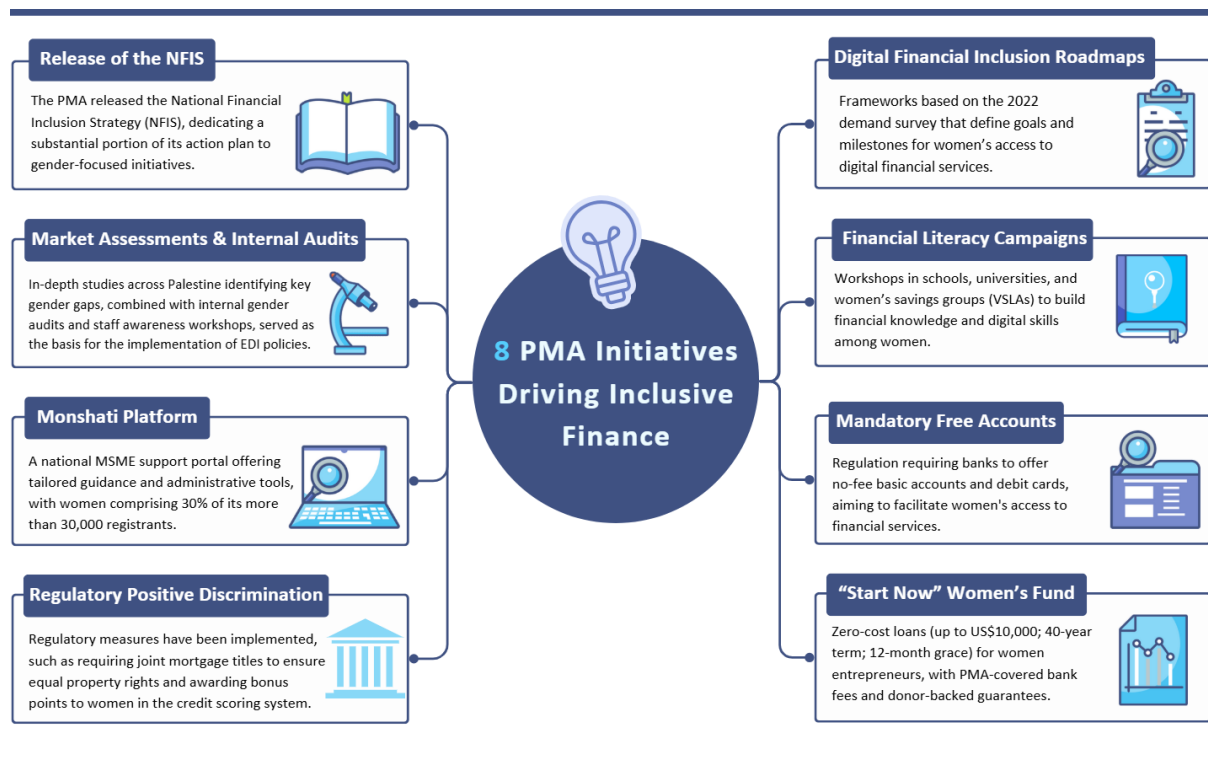 Release of the NFIS
The PMA released the National Financial
Inclusion Strategy (NFIS), dedicating a
substantial portion of its action plan to
gender-focused initiatives.
Market Assessments & Internal Audits
In-depth studies across Palestine identifying key
gender gaps, combined with internal gender
audits and staff awareness workshops, served as
the basis for the implementation of EDI policies.
Monshati Platform
A national MSME support portal offering
tailored guidance and administrative tools,
with women comprising 30% of its more
than 30,000 registrants.
Regulatory Positive Discrimination
Regulatory measures have been implemented,
such as requiring joint mortgage titles to ensure
equal property rights and awarding bonus
points to women in the credit scoring system.
8 PMA Initiatives
Driving Inclusive
Finance
Digital Financial Inclusion Roadmaps
Frameworks based on the 2022
demand survey that define goals and
milestones for women’s access to
digital financial services.
Financial Literacy Campaigns
Workshops in schools, universities, and
women’s savings groups (VSLAs) to build
financial knowledge and digital skills
among women.
Mandatory Free Accounts
Regulation requiring banks to offer
no-fee basic accounts and debit cards,
aiming to facilitate women's access to
financial services.
“Start Now” Women’s Fund
Zero-cost loans (up to US$10,000; 40-year
term; 12-month grace) for women
entrepreneurs, with PMA-covered bank
fees and donor-backed guarantees.